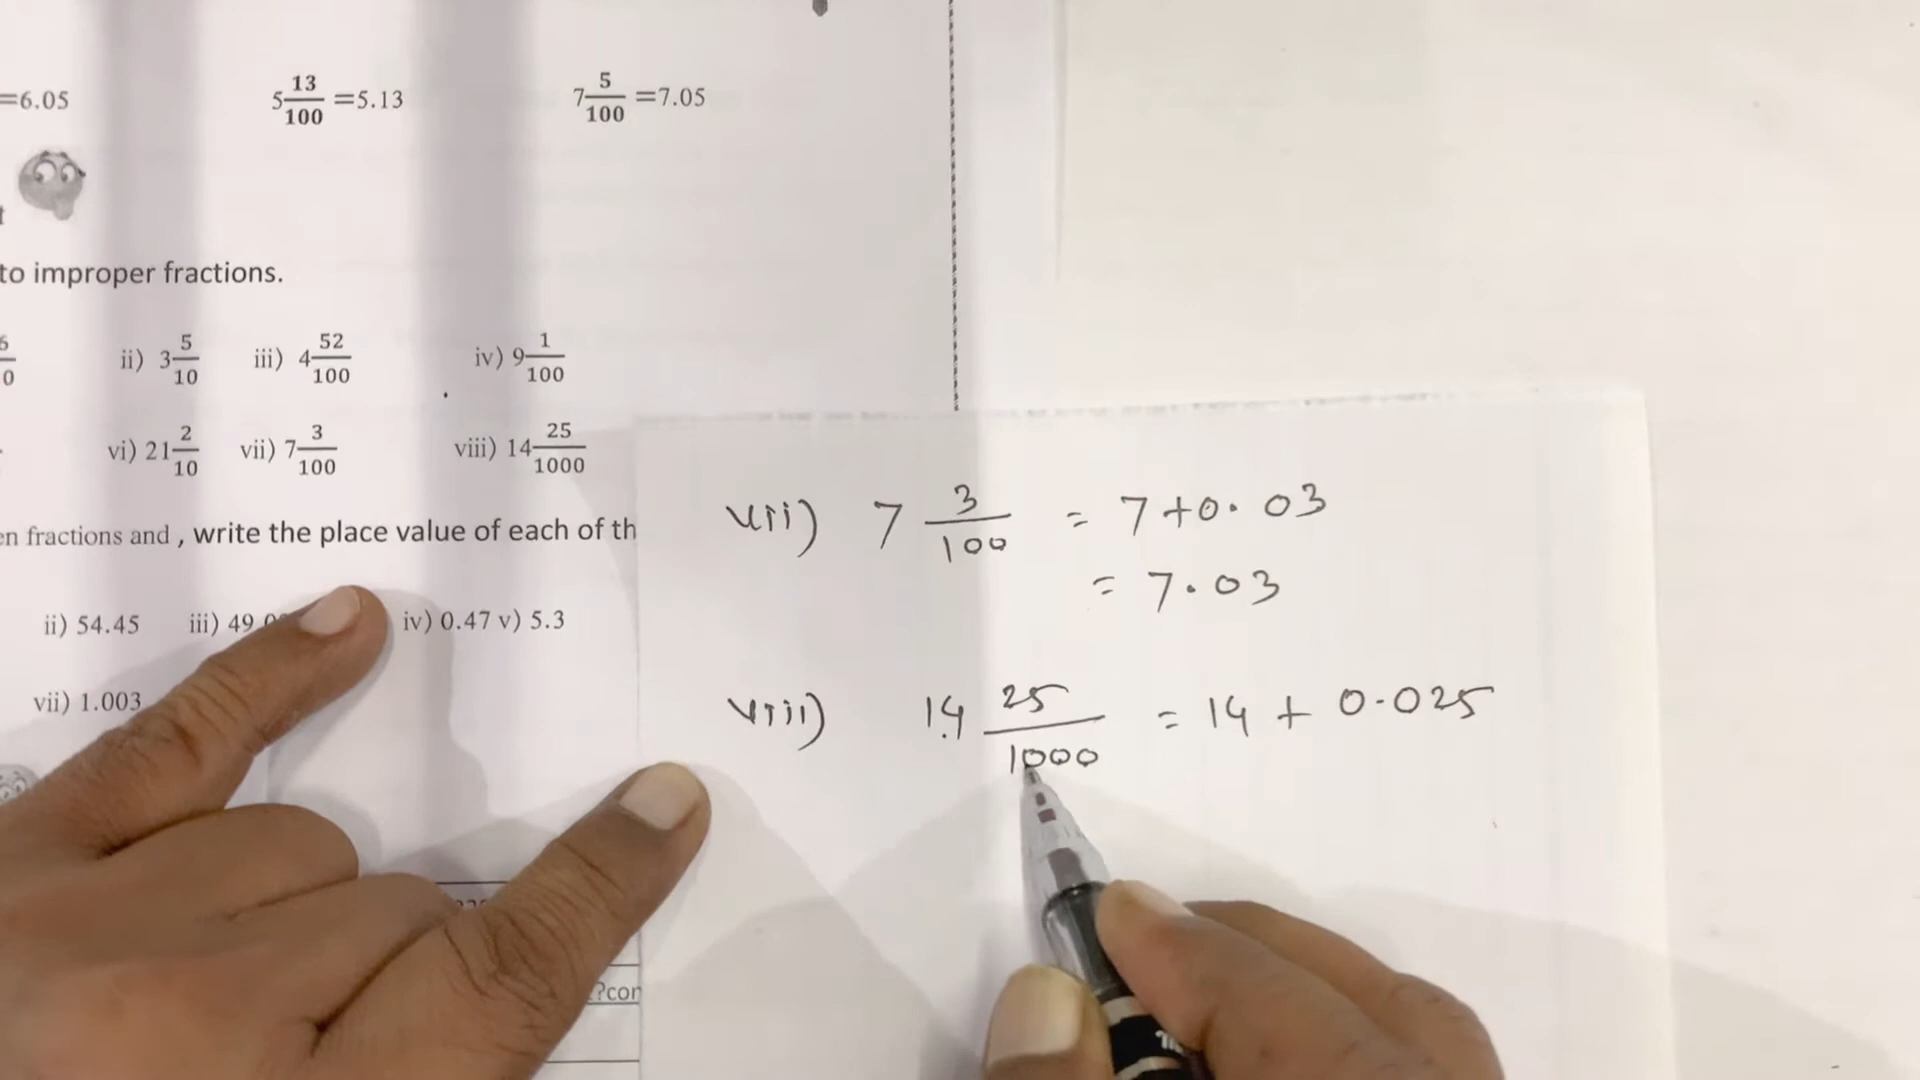 =6.05 5 13/100 =5.13 7 5/100 =7.05
to improper fractions.
ii) 3 5/10 iii) 4 52/100 iv) 9 1/100
vi) 21 2/10 vii) 7 3/100 viii) 14 25/1000
en fractions and , write the place value of each of th
ii) 54.45 iii) 49 iv) 0.47 v) 5.3
vii) 1.003
?con
vii) 7 3/100 = 7+0.03
= 7.03
viii) 14 25/1000 = 14 + 0.025